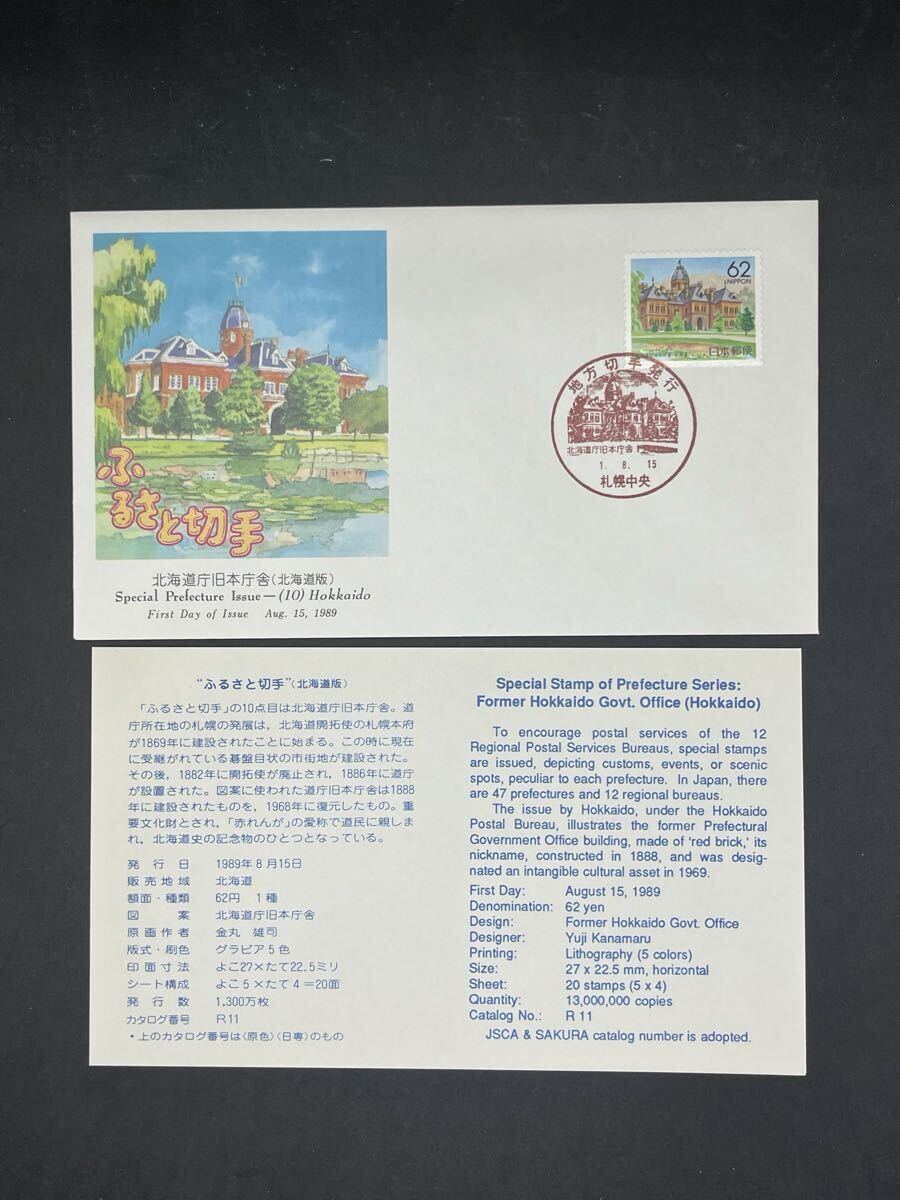 62
NIPPON
日本郵便
地方切手発行
北海道庁旧本庁舎
1. 8. 15
札幌中央
ふるさと切手
北海道庁旧本庁舎(北海道版)
Special Prefecture Issue—(10) Hokkaido
First Day of Issue Aug. 15, 1989
“ふるさと切手”(北海道版)
「ふるさと切手」の10点目は北海道庁旧本庁舎。道
庁所在地の札幌の発展は,北海道開拓使の札幌本府
が1869年に建設されたことに始まる。この時に現在
に受継がれている碁盤目状の市街地が建設された。
その後,1882年に開拓使が廃止され,1886年に道庁
が設置された。図案に使われた道庁旧本庁舎は1888
年に建設されたものを,1968年に復元したもの。重
要文化財とされ,「赤れんが」の愛称で道民に親しま
れ,北海道史の記念物のひとつとなっている。
発行日 1989年8月15日
販売地域 北海道
額面・種類 62円 1種
図案 北海道庁旧本庁舎
原画作者 金丸 雄司
版式・刷色 グラビア5色
印面寸法 よこ27×たて22.5ミリ
シート構成 よこ5×たて4=20面
発行数 1,300万枚
カタログ番号 R11
・上のカタログ番号は〈原色〉〈日専〉のもの
Special Stamp of Prefecture Series:
Former Hokkaido Govt. Office (Hokkaido)
To encourage postal services of the 12
Regional Postal Services Bureaus, special stamps
are issued, depicting customs, events, or scenic
spots, peculiar to each prefecture. In Japan, there
are 47 prefectures and 12 regional bureaus.
The issue by Hokkaido, under the Hokkaido
Postal Bureau, illustrates the former Prefectural
Government Office building, made of ‘red brick,’ its
nickname, constructed in 1888, and was desig-
nated an intangible cultural asset in 1969.
First Day: August 15, 1989
Denomination: 62 yen
Design: Former Hokkaido Govt. Office
Designer: Yuji Kanamaru
Printing: Lithography (5 colors)
Size: 27 x 22.5 mm, horizontal
Sheet: 20 stamps (5 x 4)
Quantity: 13,000,000 copies
Catalog No.: R 11
JSCA & SAKURA catalog number is adopted.